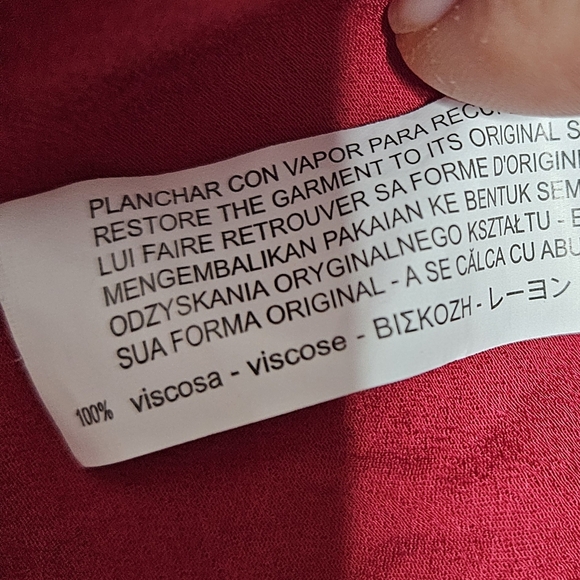 PLANCHAR CON VAPOR PARA
RESTORE THE GARMENT TO ITS ORIGINAL
LUI FAIRE RETROUVER SA FORME
MENGEMBALIKAN PAKAIAN KE BENTUK
ODZYSKANIA ORYGINALNEGO KSZTAŁTU -
SUA FORMA ORIGINAL - A SE CĂLCA CU
100% viscosa - viscose - ΒΙΣΚΟΖΗ - レーヨン